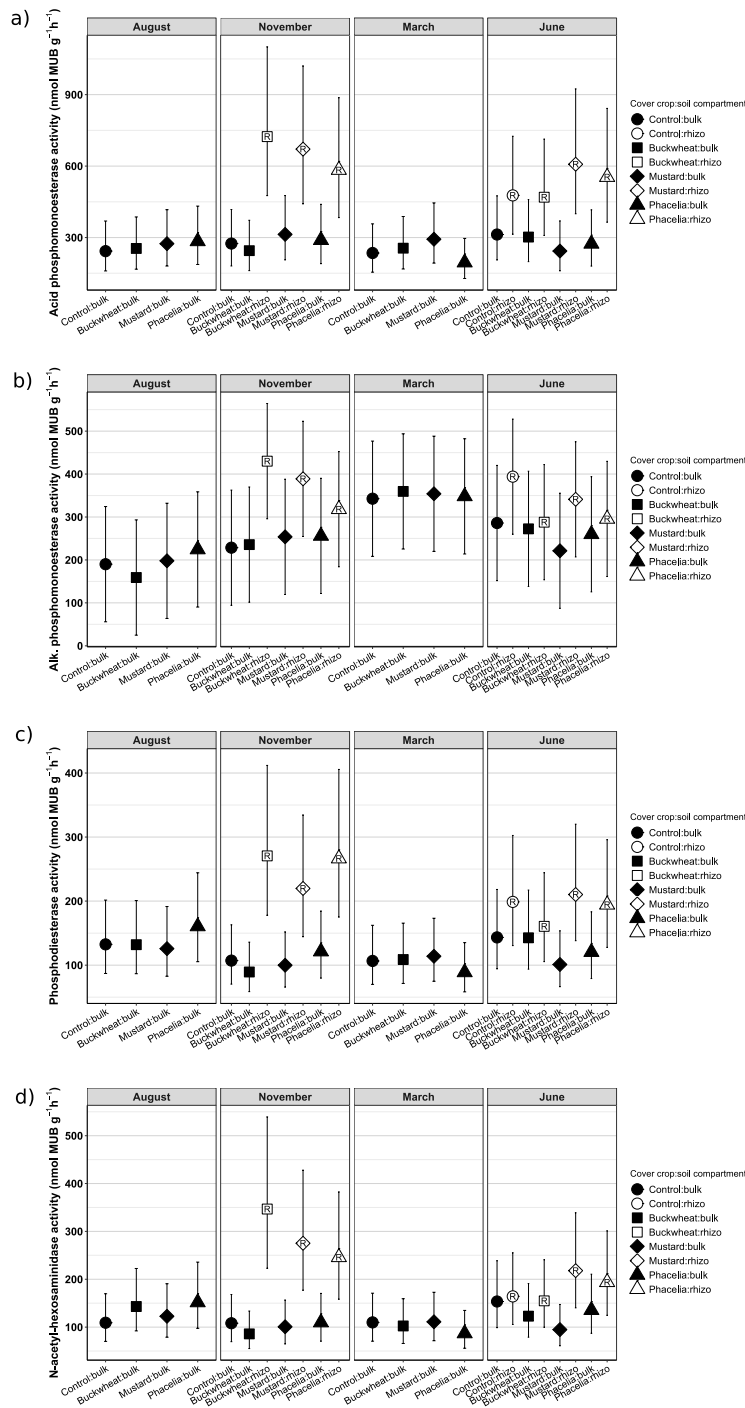 a)
Acid phosphomonoesterase activity (nmol MUB g⁻¹h⁻¹)
August
November
March
June
900
600
300
Control:bulk
Buckwheat:bulk
Mustard:bulk
Phacelia:bulk
Control:bulk
Buckwheat:bulk
Buckwheat:rhizo
Mustard:bulk
Mustard:rhizo
Phacelia:bulk
Phacelia:rhizo
Control:bulk
Buckwheat:bulk
Mustard:bulk
Phacelia:bulk
Control:bulk
Control:rhizo
Buckwheat:bulk
Buckwheat:rhizo
Mustard:bulk
Mustard:rhizo
Phacelia:bulk
Phacelia:rhizo
R
R
R
R
R
R
R
Cover crop:soil compartment
Control:bulk
Control:rhizo
Buckwheat:bulk
Buckwheat:rhizo
Mustard:bulk
Mustard:rhizo
Phacelia:bulk
Phacelia:rhizo
b)
Alk. phosphomonoesterase activity (nmol MUB g⁻¹h⁻¹)
August
November
March
June
500
400
300
200
100
0
Control:bulk
Buckwheat:bulk
Mustard:bulk
Phacelia:bulk
Control:bulk
Buckwheat:bulk
Buckwheat:rhizo
Mustard:bulk
Mustard:rhizo
Phacelia:bulk
Phacelia:rhizo
Control:bulk
Buckwheat:bulk
Mustard:bulk
Phacelia:bulk
Control:bulk
Control:rhizo
Buckwheat:bulk
Buckwheat:rhizo
Mustard:bulk
Mustard:rhizo
Phacelia:bulk
Phacelia:rhizo
R
R
R
R
R
R
R
Cover crop:soil compartment
Control:bulk
Control:rhizo
Buckwheat:bulk
Buckwheat:rhizo
Mustard:bulk
Mustard:rhizo
Phacelia:bulk
Phacelia:rhizo
c)
Phosphodiesterase activity (nmol MUB g⁻¹h⁻¹)
August
November
March
June
400
300
200
100
Control:bulk
Buckwheat:bulk
Mustard:bulk
Phacelia:bulk
Control:bulk
Buckwheat:bulk
Buckwheat:rhizo
Mustard:bulk
Mustard:rhizo
Phacelia:bulk
Phacelia:rhizo
Control:bulk
Buckwheat:bulk
Mustard:bulk
Phacelia:bulk
Control:bulk
Control:rhizo
Buckwheat:bulk
Buckwheat:rhizo
Mustard:bulk
Mustard:rhizo
Phacelia:bulk
Phacelia:rhizo
R
R
R
R
R
R
R
Cover crop:soil compartment
Control:bulk
Control:rhizo
Buckwheat:bulk
Buckwheat:rhizo
Mustard:bulk
Mustard:rhizo
Phacelia:bulk
Phacelia:rhizo
d)
N-acetyl-hexosaminidase activity (nmol MUB g⁻¹h⁻¹)
August
November
March
June
500
400
300
200
100
Control:bulk
Buckwheat:bulk
Mustard:bulk
Phacelia:bulk
Control:bulk
Buckwheat:bulk
Buckwheat:rhizo
Mustard:bulk
Mustard:rhizo
Phacelia:bulk
Phacelia:rhizo
Control:bulk
Buckwheat:bulk
Mustard:bulk
Phacelia:bulk
Control:bulk
Control:rhizo
Buckwheat:bulk
Buckwheat:rhizo
Mustard:bulk
Mustard:rhizo
Phacelia:bulk
Phacelia:rhizo
R
R
R
R
R
R
R
Cover crop:soil compartment
Control:bulk
Control:rhizo
Buckwheat:bulk
Buckwheat:rhizo
Mustard:bulk
Mustard:rhizo
Phacelia:bulk
Phacelia:rhizo